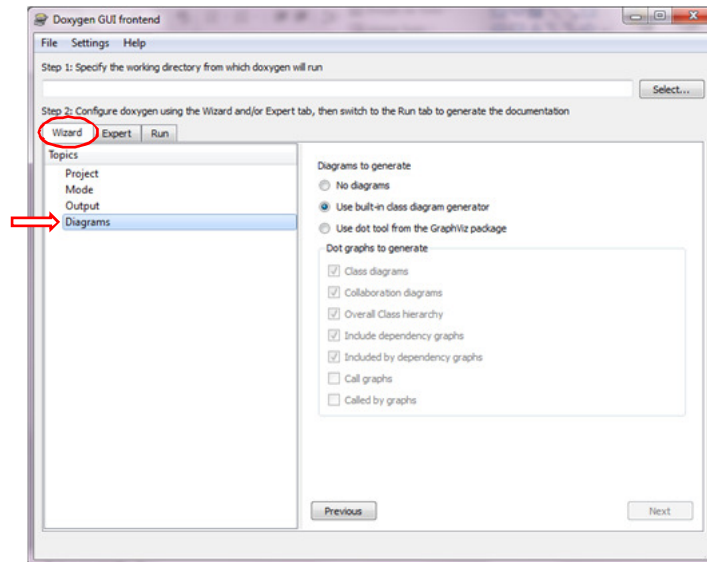 Doxygen GUI frontend
File Settings Help
Step 1: Specify the working directory from which doxygen will run
Select...
Step 2: Configure doxygen using the Wizard and/or Expert tab, then switch to the Run tab to generate the documentation
Wizard Expert Run
Topics
Project
Mode
Output
Diagrams
Diagrams to generate
No diagrams
Use built-in class diagram generator
Use dot tool from the GraphViz package
Dot graphs to generate
Class diagrams
Collaboration diagrams
Overall Class hierarchy
Include dependency graphs
Included by dependency graphs
Call graphs
Called by graphs
Previous Next